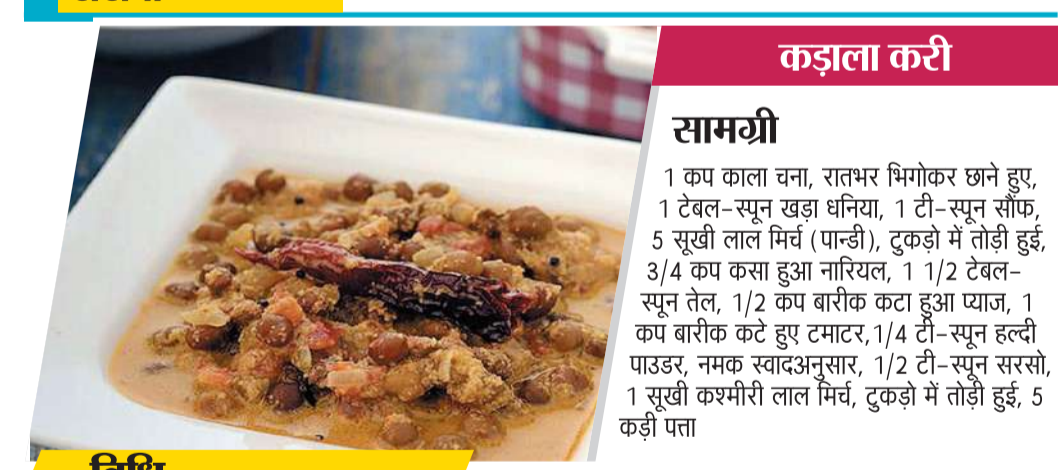 कड़ाला करी
सामग्री
1 कप काला चना, रातभर भिगोकर छाने हुए,
1 टेबल-स्पून खड़ा धनिया, 1 टी-स्पून सौंफ,
5 सूखी लाल मिर्च (पान्डी), टुकड़ो में तोड़ी हुई,
3/4 कप कसा हुआ नारियल, 1 1/2 टेबल-
स्पून तेल, 1/2 कप बारीक कटा हुआ प्याज, 1
कप बारीक कटे हुए टमाटर,1/4 टी-स्पून हल्दी
पाउडर, नमक स्वादअनुसार, 1/2 टी-स्पून सरसो,
1 सूखी कश्मीरी लाल मिर्च, टुकड़ो में तोड़ी हुई, 5
कड़ी पत्ता